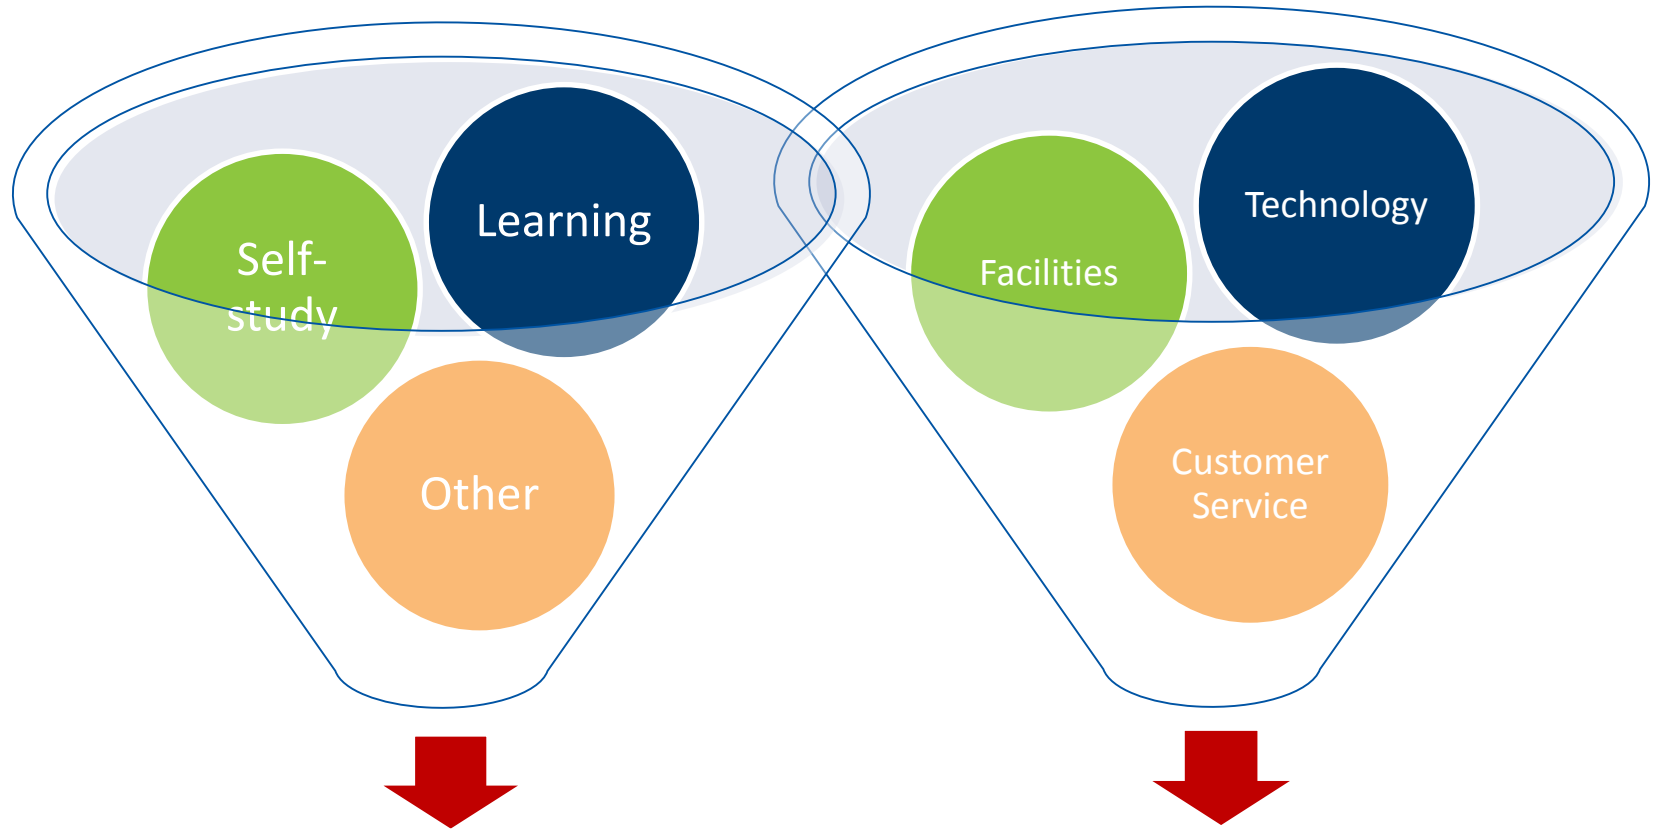 Self-
study
Learning
Other
Facilities
Technology
Customer
Service